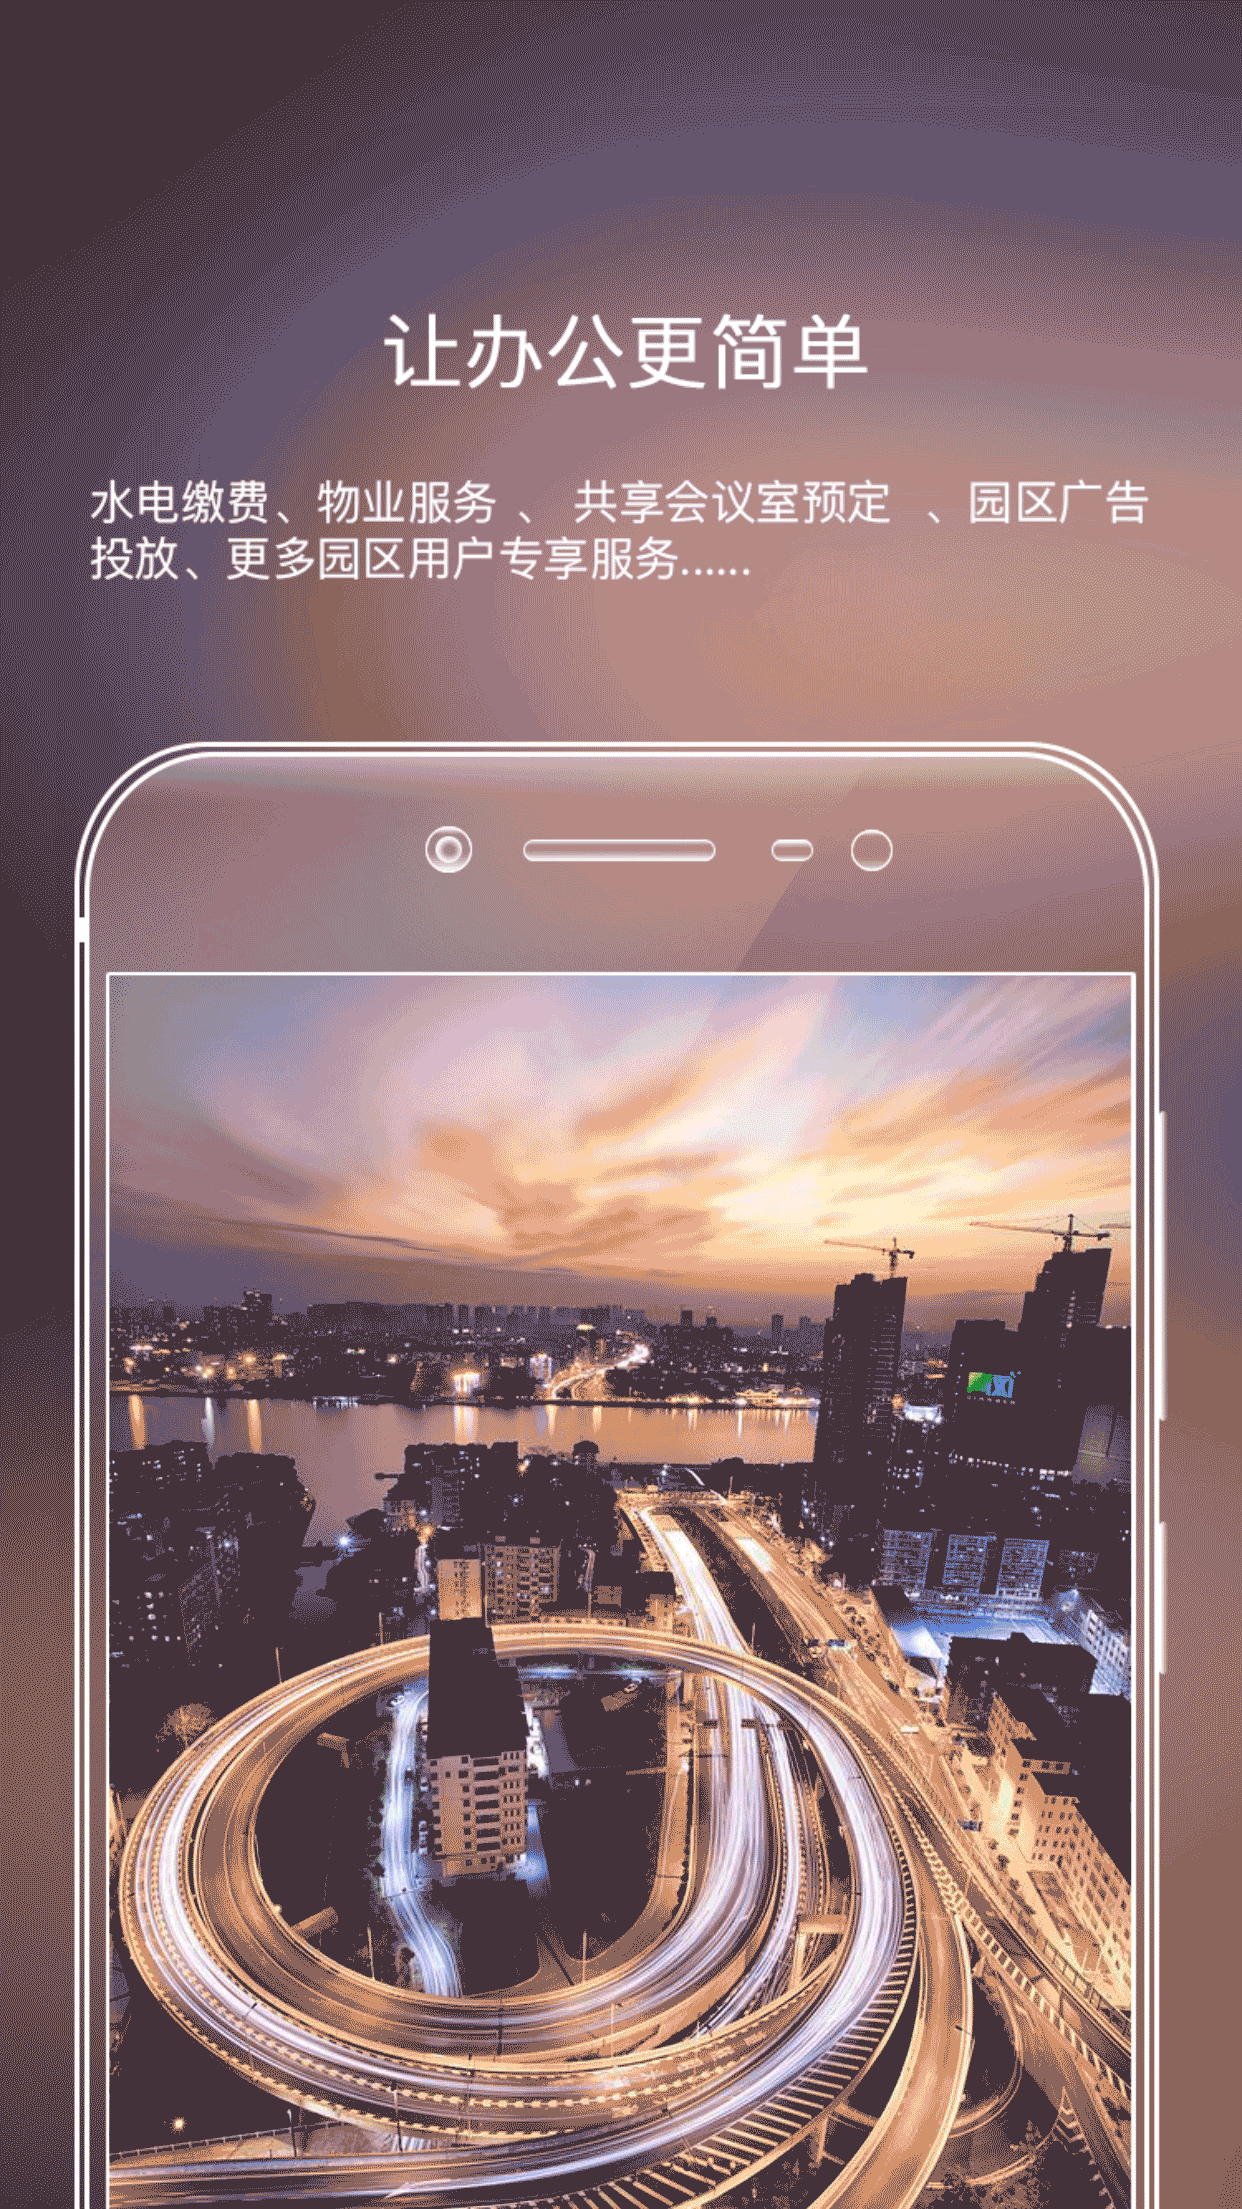 让办公更简单
水电缴费、物业服务 、 共享会议室预定 、园区广告
投放、更多园区用户专享服务......